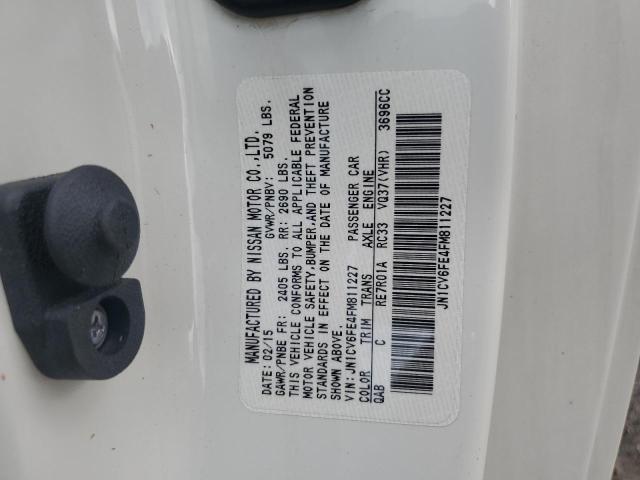 MANUFACTURED BY NISSAN MOTOR CO.,LTD.
DATE: 02/15 GVWR/PNBV: 5079 LBS.
GAWR/PNBE FR: 2405 LBS. RR: 2690 LBS.
THIS VEHICLE CONFORMS TO ALL APPLICABLE FEDERAL
MOTOR VEHICLE SAFETY,BUMPER,AND THEFT PREVENTION
STANDARDS IN EFFECT ON THE DATE OF MANUFACTURE
SHOWN ABOVE.
VIN:JN1CV6FE4FM811227 PASSENGER CAR
COLOR TRIM TRANS AXLE ENGINE
QAB C RE7R01A RC33 VQ37(VHR) 3696CC
JN1CV6FE4FM811227